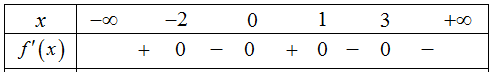 x −∞ −2 0 1 3 +∞
f′(x) + 0 − 0 + 0 − 0 −